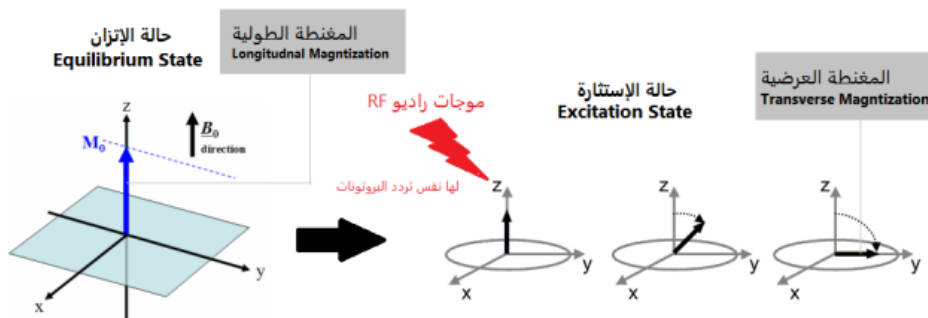 حالة الإتزان
Equilibrium State
المغنطة الطولية
Longitudnal Magntization
موجات راديو RF
حالة الإستثارة
Excitation State
المغنطة العرضية
Transverse Magntization
z
M₀
B₀
direction
y
x
لها نفس تردد البروتونات
z
y
x
z
y
x
z
y
x